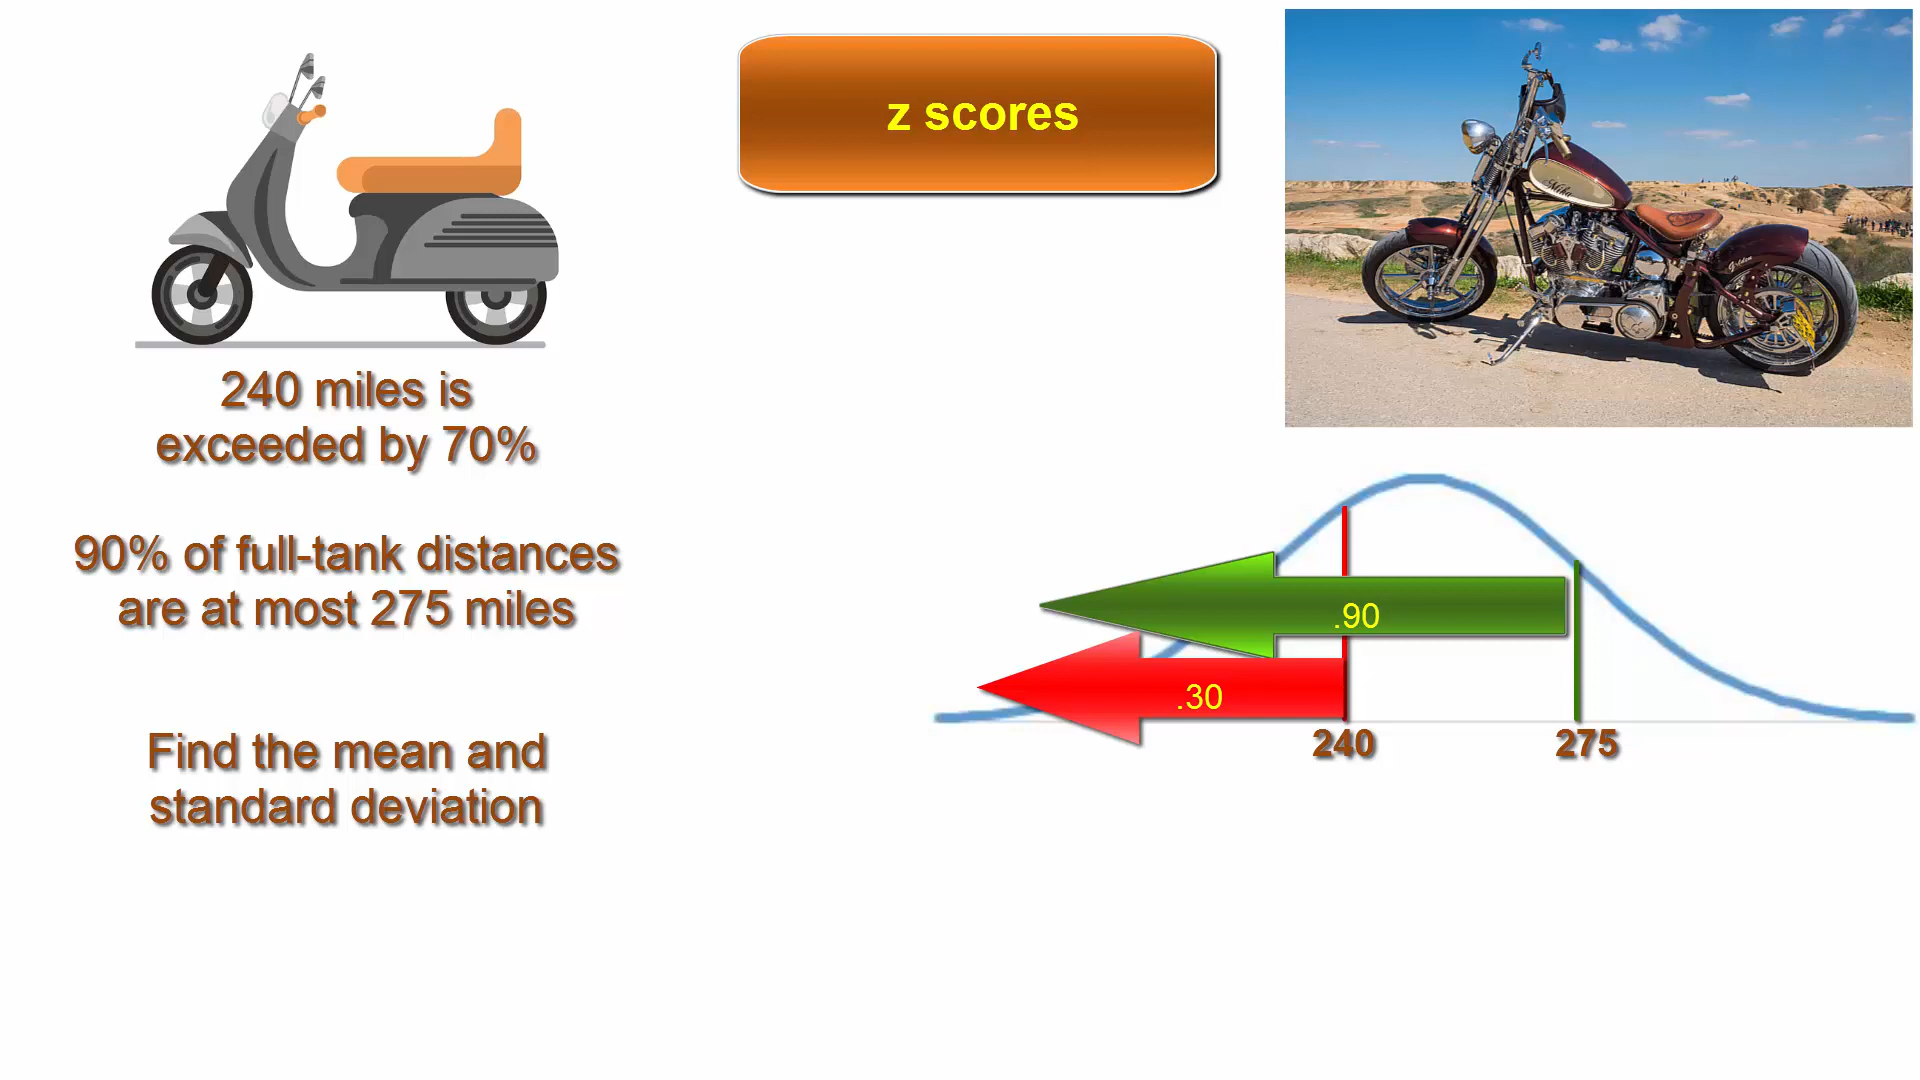 z scores
240 miles is
exceeded by 70%
90% of full-tank distances
are at most 275 miles
Find the mean and
standard deviation
.90
.30
240
275